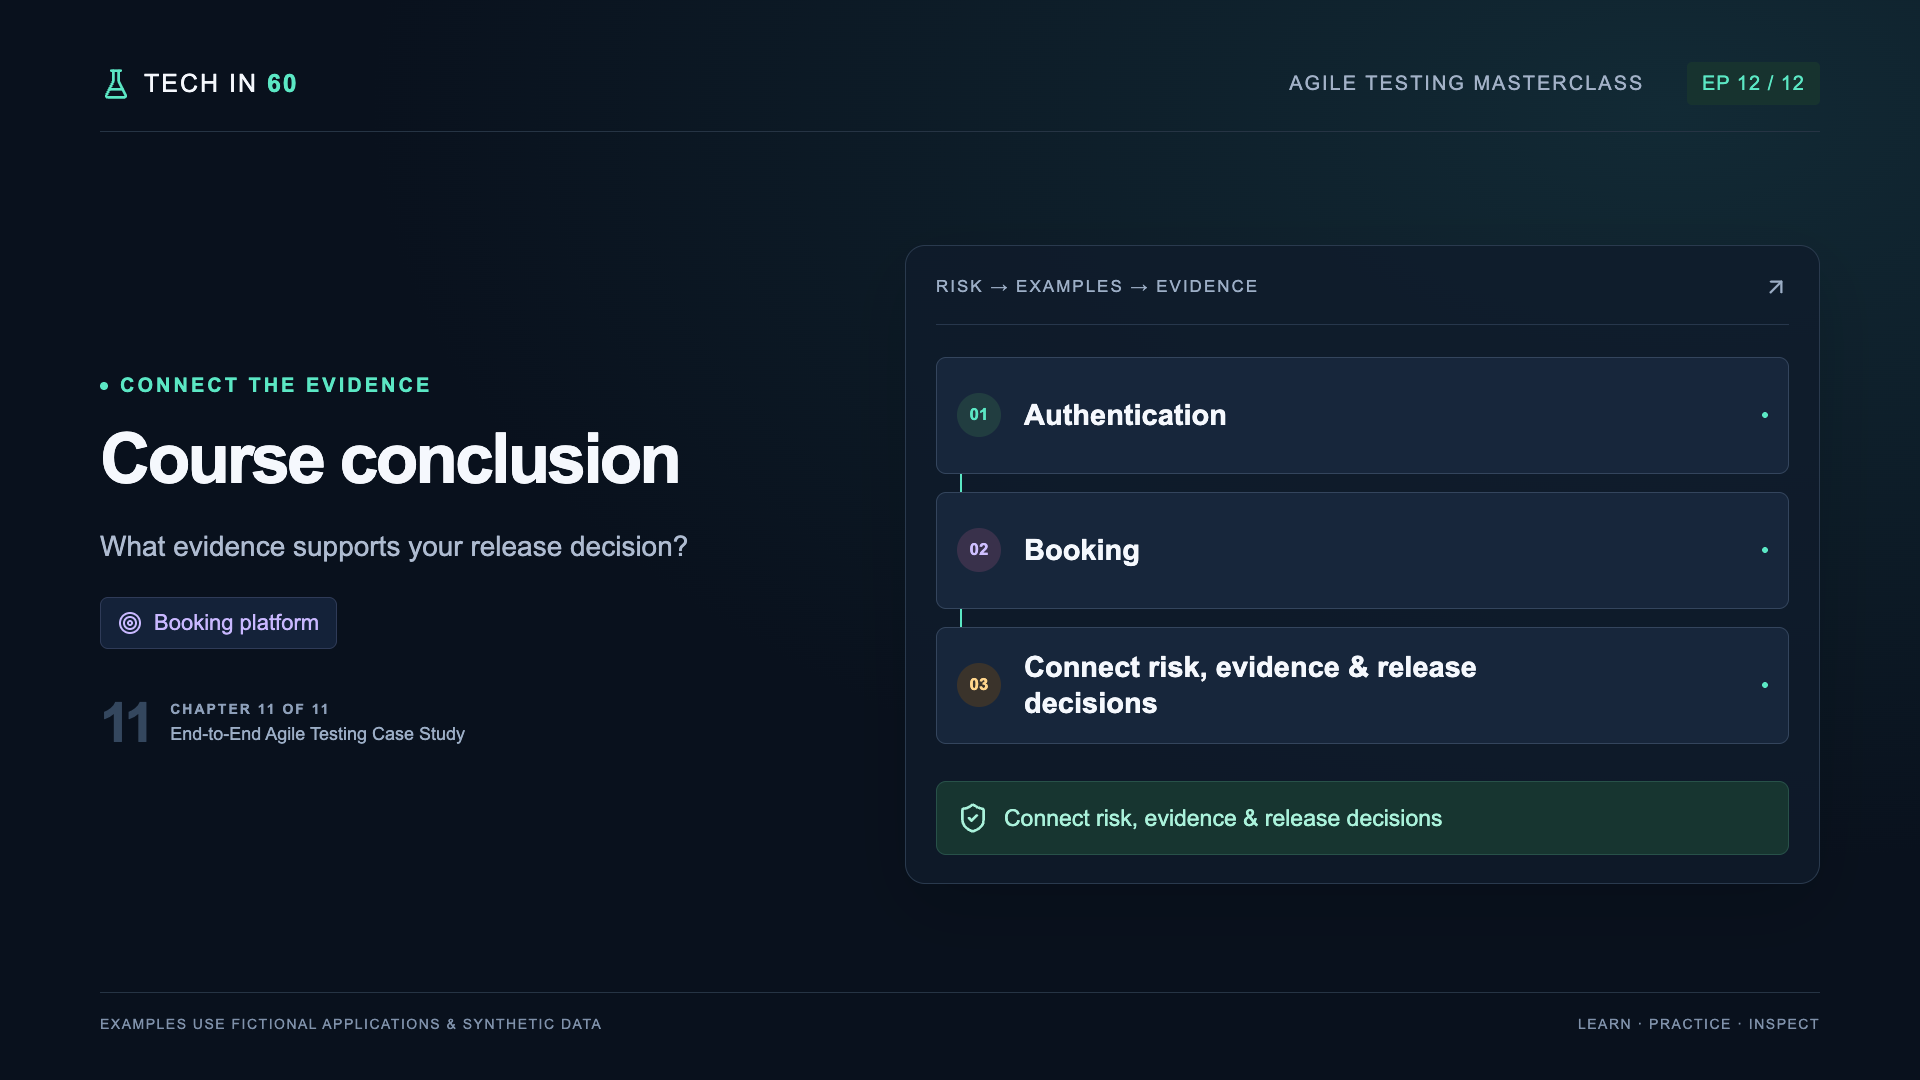 TECH IN 60
AGILE TESTING MASTERCLASS
EP 12 / 12
CONNECT THE EVIDENCE
Course conclusion
What evidence supports your release decision?
Booking platform
11
CHAPTER 11 OF 11
End-to-End Agile Testing Case Study
RISK → EXAMPLES → EVIDENCE
01
Authentication
02
Booking
03
Connect risk, evidence & release
decisions
Connect risk, evidence & release decisions
EXAMPLES USE FICTIONAL APPLICATIONS & SYNTHETIC DATA
LEARN · PRACTICE · INSPECT